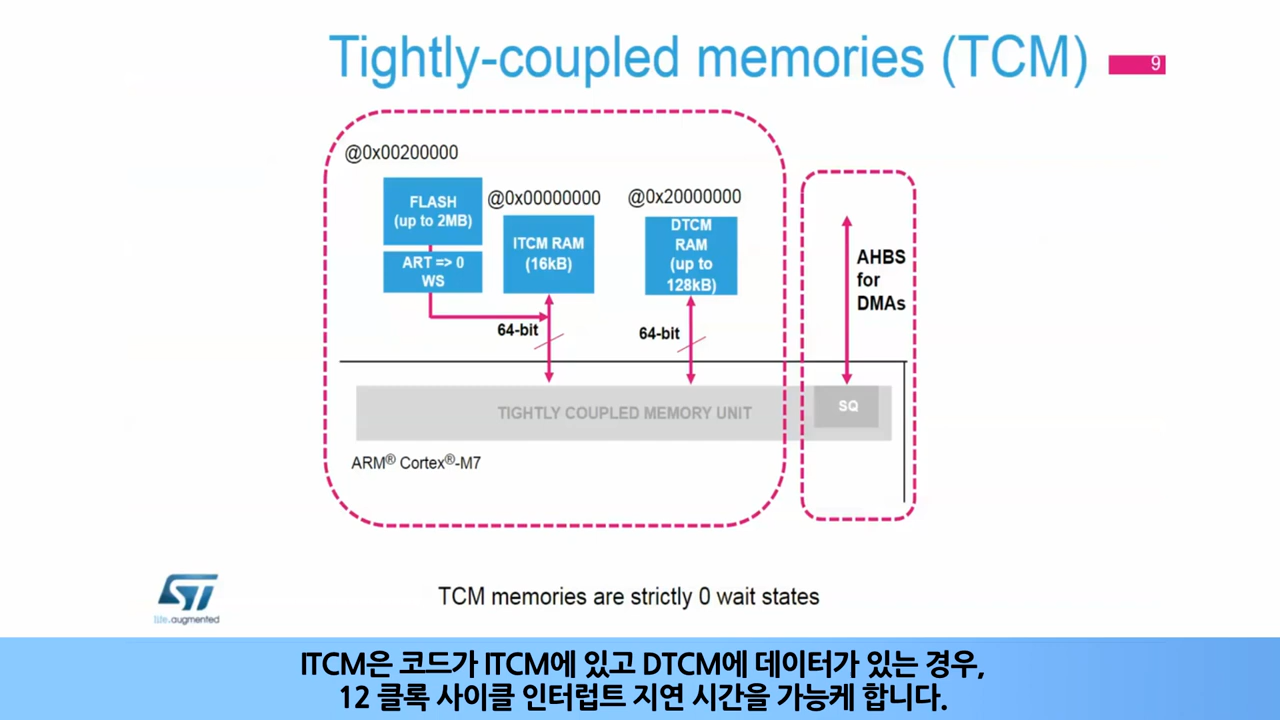 Tightly-coupled memories (TCM)
9
@0x00200000
FLASH
(up to 2MB)
ART => 0
WS
@0x00000000
ITCM RAM
(16kB)
64-bit
@0x20000000
DTCM
RAM
(up to
128kB)
64-bit
AHBS
for
DMAs
TIGHTLY COUPLED MEMORY UNIT
SQ
ARM® Cortex®-M7
ST
life.augmented
TCM memories are strictly 0 wait states
ITCM은 코드가 ITCM에 있고 DTCM에 데이터가 있는 경우,
12 클록 사이클 인터럽트 지연 시간을 가능케 합니다.